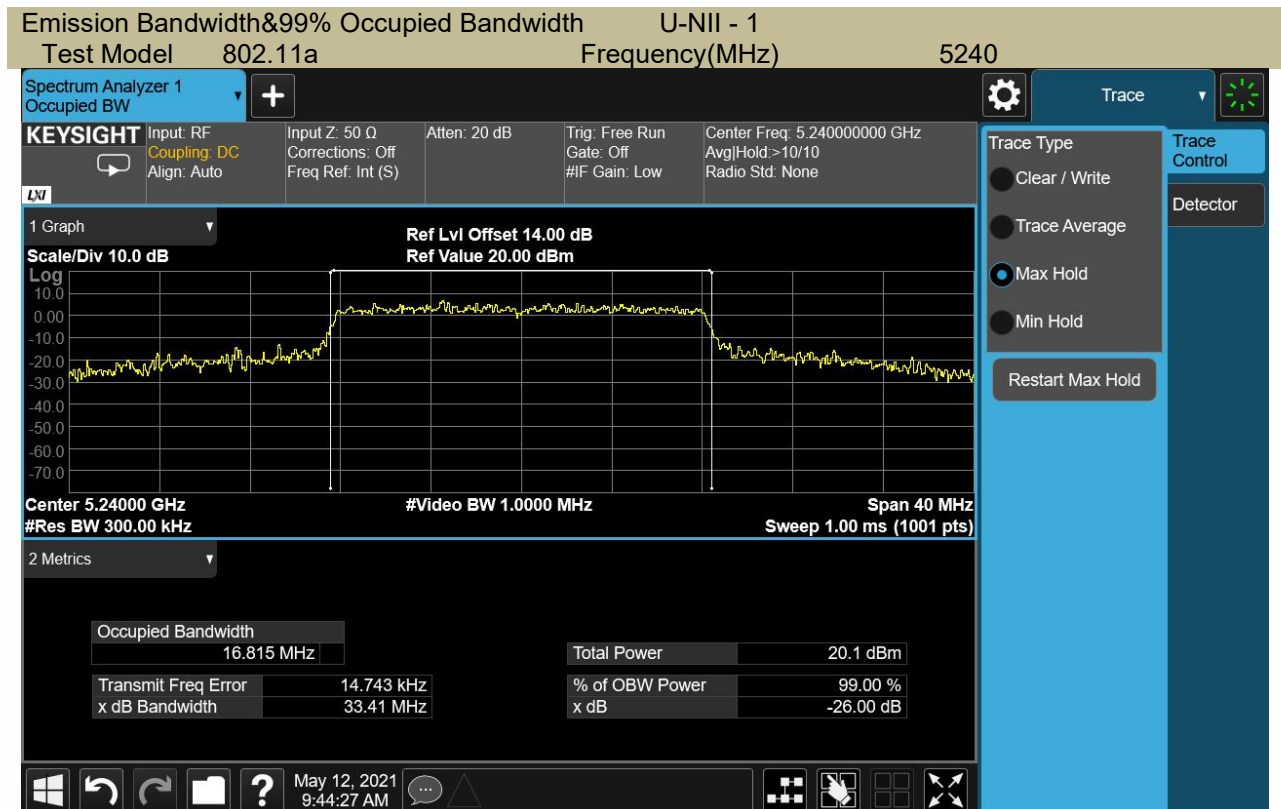 Emission Bandwidth&99% Occupied Bandwidth U-NII - 1
Test Model 802.11a Frequency(MHz) 5240
Spectrum Analyzer 1
Occupied BW
Trace
KEYSIGHT
LXI
Input: RF
Coupling: DC
Align: Auto
Input Z: 50 Ω
Corrections: Off
Freq Ref: Int (S)
Atten: 20 dB
Trig: Free Run
Gate: Off
#IF Gain: Low
Center Freq: 5.240000000 GHz
Avg|Hold:>10/10
Radio Std: None
Trace Type
Clear / Write
Trace Average
Max Hold
Min Hold
Restart Max Hold
Trace
Control
Detector
1 Graph
Scale/Div 10.0 dB
Ref Lvl Offset 14.00 dB
Ref Value 20.00 dBm
Log
10.0
0.00
-10.0
-20.0
-30.0
-40.0
-50.0
-60.0
-70.0
Center 5.24000 GHz #Video BW 1.0000 MHz Span 40 MHz
#Res BW 300.00 kHz Sweep 1.00 ms (1001 pts)
2 Metrics
Occupied Bandwidth
16.815 MHz
Total Power 20.1 dBm
Transmit Freq Error 14.743 kHz
% of OBW Power 99.00 %
x dB Bandwidth 33.41 MHz
x dB -26.00 dB
?
May 12, 2021
9:44:27 AM